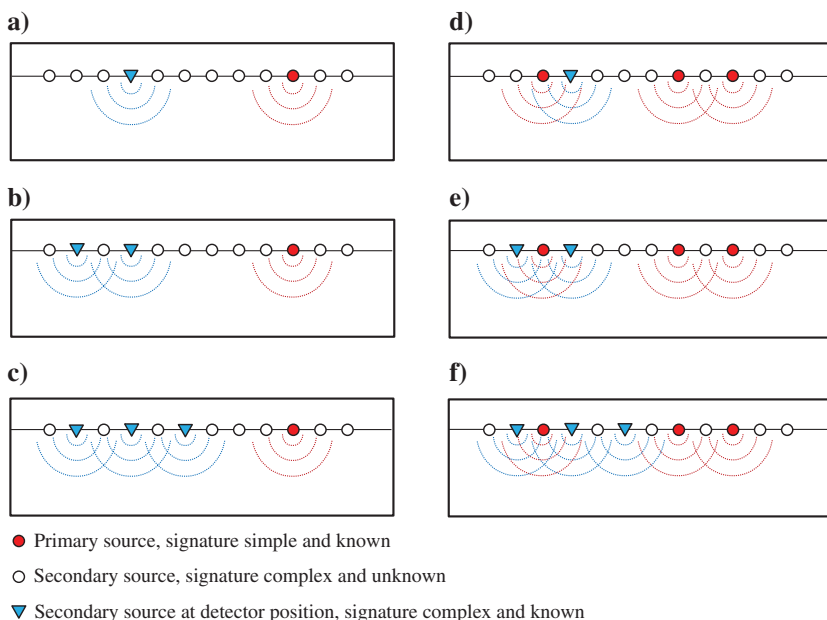 a)
b)
c)
d)
e)
f)
Primary source, signature simple and known
Secondary source, signature complex and unknown
Secondary source at detector position, signature complex and known